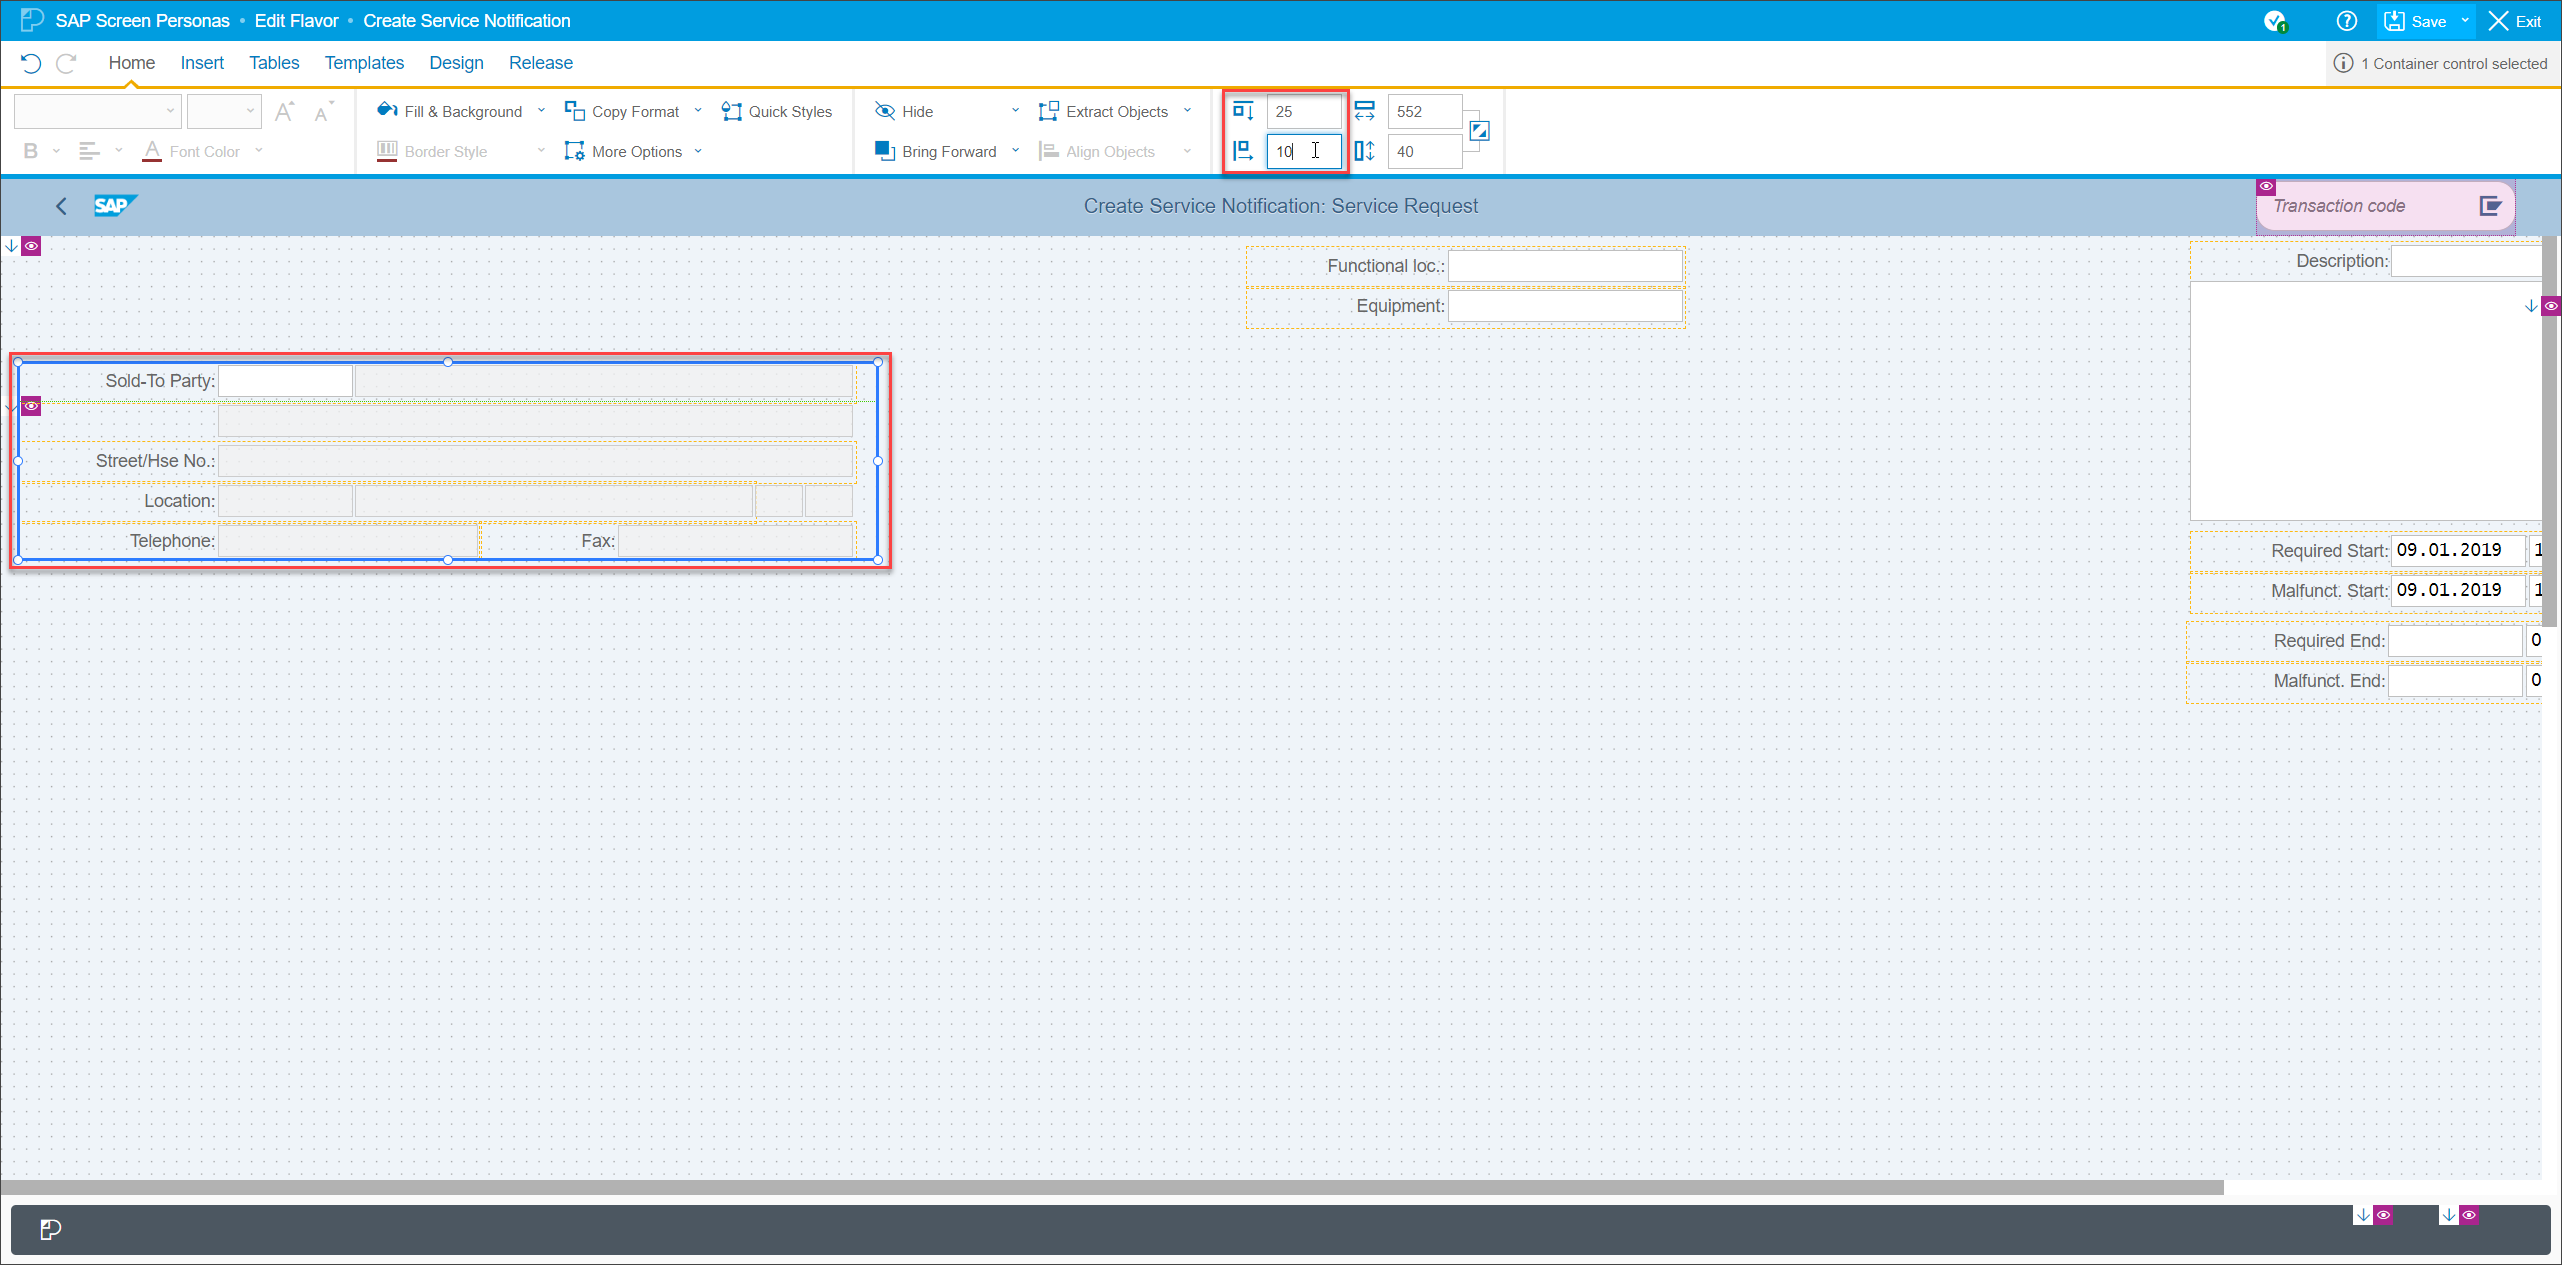 SAP Screen Personas • Edit Flavor • Create Service Notification
1
Save
Exit
Home
Insert
Tables
Templates
Design
Release
1 Container control selected
Fill & Background
Copy Format
Quick Styles
Hide
Extract Objects
25
552
B
A Font Color
Border Style
More Options
Bring Forward
Align Objects
10
40
SAP
Create Service Notification: Service Request
Transaction code
Functional loc.:
Equipment:
Description:
Sold-To Party:
Street/Hse No.:
Location:
Telephone:
Fax:
Required Start: 09.01.2019 1
Malfunct. Start: 09.01.2019 1
Required End: 0
Malfunct. End: 0